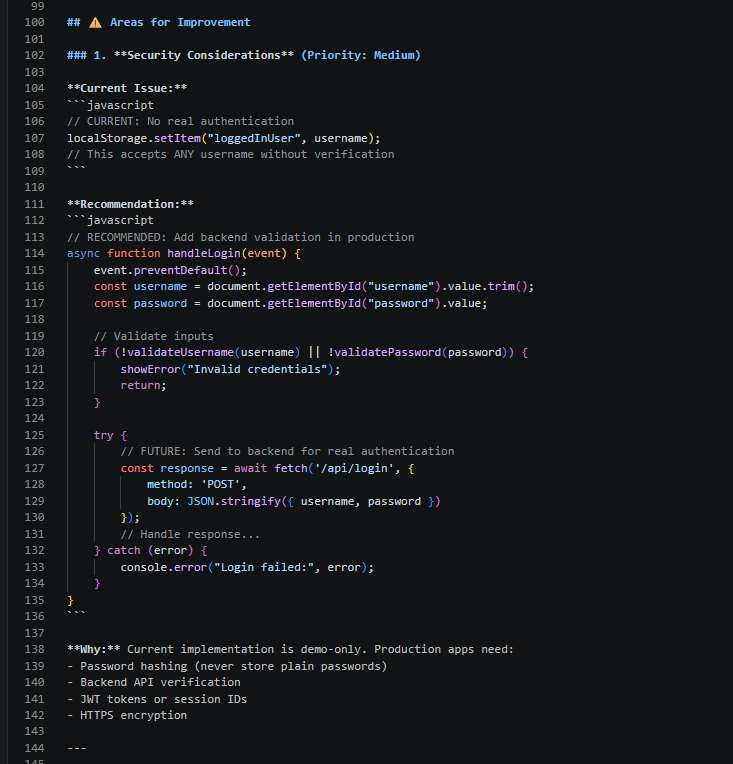 99
100 ## ⚠️ Areas for Improvement
101
102 ### 1. **Security Considerations** (Priority: Medium)
103
104 **Current Issue:**
105 ```javascript
106 // CURRENT: No real authentication
107 localStorage.setItem("loggedInUser", username);
108 // This accepts ANY username without verification
109 ```
110
111 **Recommendation:**
112 ```javascript
113 // RECOMMENDED: Add backend validation in production
114 async function handleLogin(event) {
115     event.preventDefault();
116     const username = document.getElementById("username").value.trim();
117     const password = document.getElementById("password").value;
118
119     // Validate inputs
120     if (!validateUsername(username) || !validatePassword(password)) {
121         showError("Invalid credentials");
122         return;
123     }
124
125     try {
126         // FUTURE: Send to backend for real authentication
127         const response = await fetch('/api/login', {
128             method: 'POST',
129             body: JSON.stringify({ username, password })
130         });
131         // Handle response...
132     } catch (error) {
133         console.error("Login failed:", error);
134     }
135 }
136 ```
137
138 **Why:** Current implementation is demo-only. Production apps need:
139 - Password hashing (never store plain passwords)
140 - Backend API verification
141 - JWT tokens or session IDs
142 - HTTPS encryption
143
144 ---
145